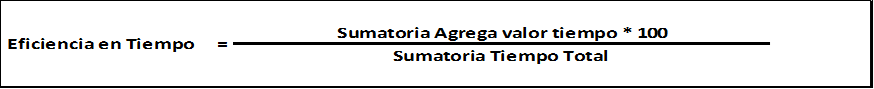 Sumatoria Agrega valor tiempo * 100
Eficiencia en Tiempo =
Sumatoria Tiempo Total